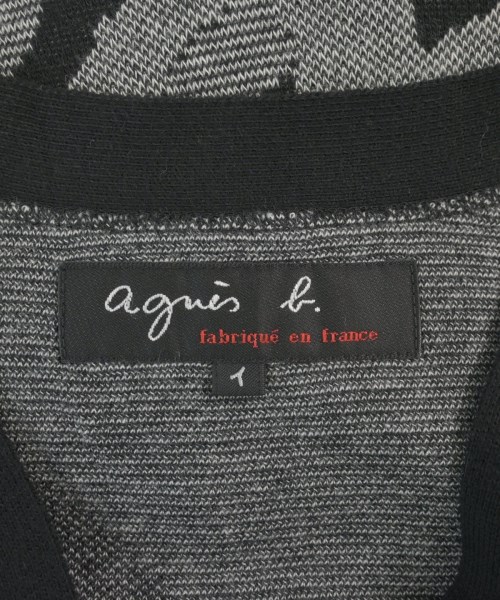 agnès b.
fabriqué en france
1